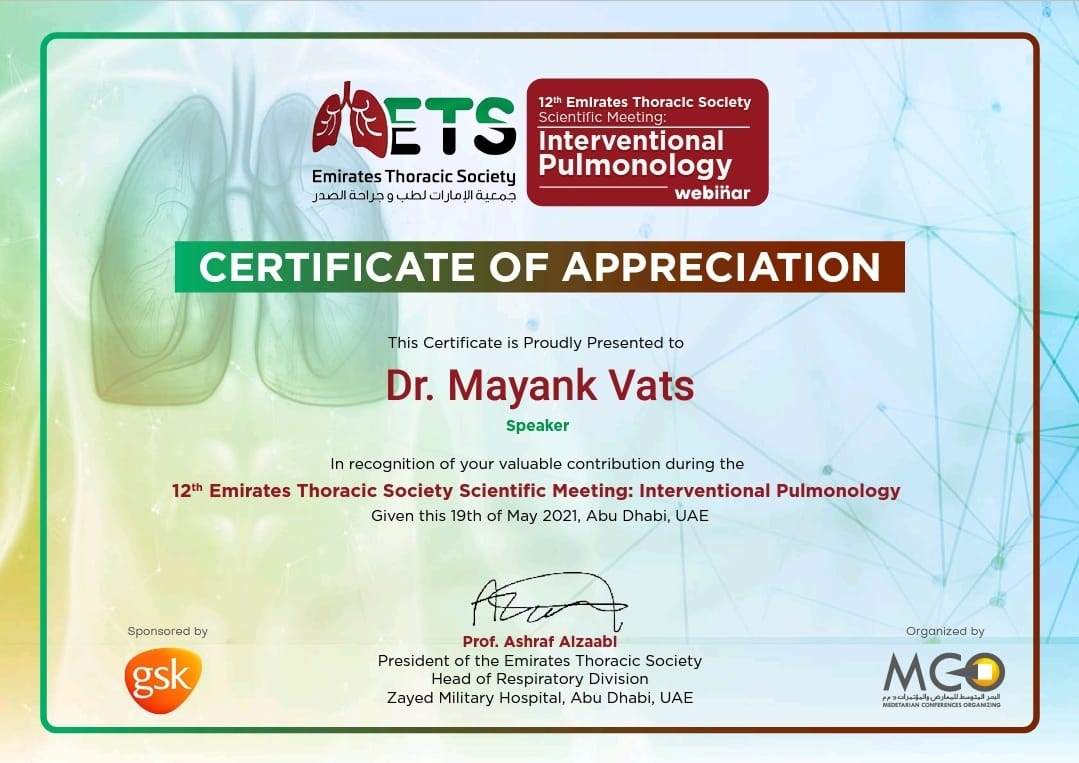 ETS
Emirates Thoracic Society
جمعية الإمارات لطب و جراحة الصدر
12th Emirates Thoracic Society
Scientific Meeting:
Interventional
Pulmonology
webinar
CERTIFICATE OF APPRECIATION
This Certificate is Proudly Presented to
Dr. Mayank Vats
Speaker
In recognition of your valuable contribution during the
12th Emirates Thoracic Society Scientific Meeting: Interventional Pulmonology
Given this 19th of May 2021, Abu Dhabi, UAE
Prof. Ashraf Alzaabi
President of the Emirates Thoracic Society
Head of Respiratory Division
Zayed Military Hospital, Abu Dhabi, UAE
Sponsored by
gsk
Organized by
MCO
البحر المتوسط للمعارض والمؤتمرات ذ.م.م
MEDETARIAN CONFERENCES ORGANIZING